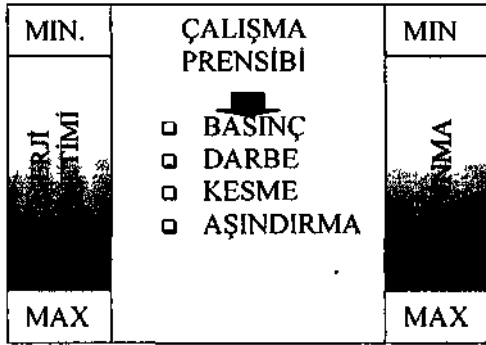 MIN.
ÇALIŞMA
PRENSİBİ
MIN
BASINÇ
DARBE
KESME
AŞINDIRMA
MAX
MAX